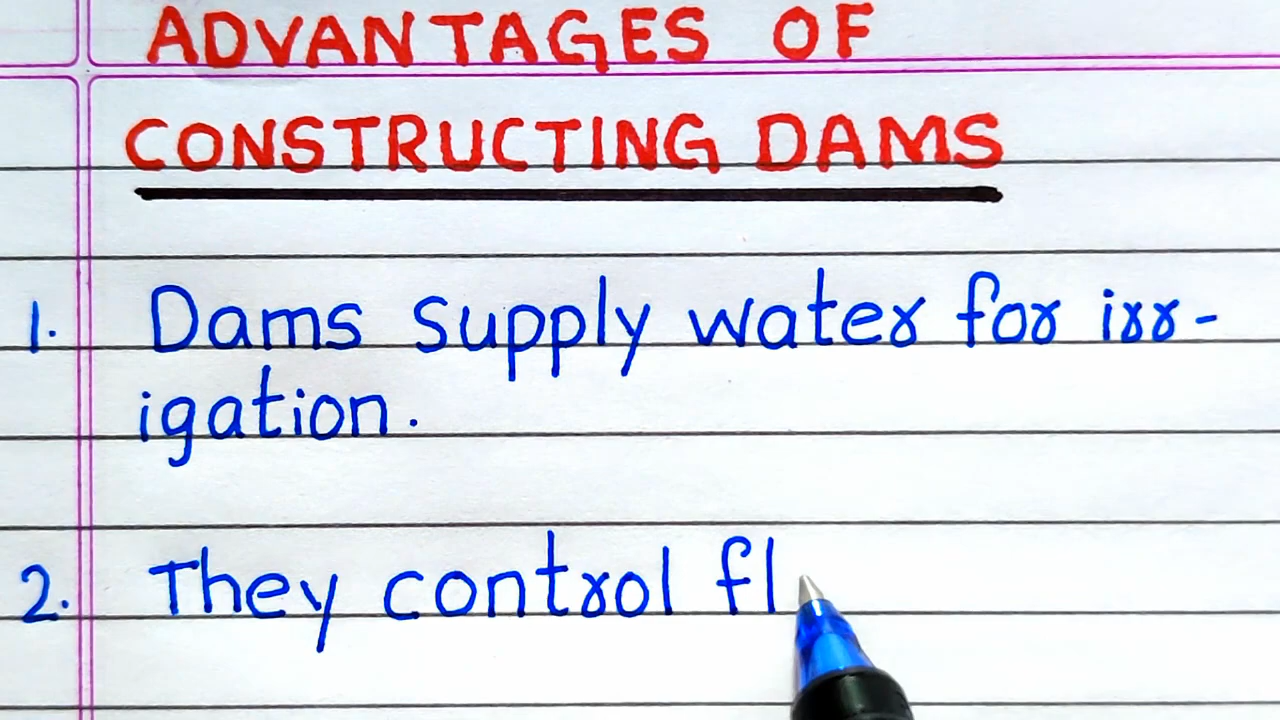 ADVANTAGES OF
CONSTRUCTING DAMS
1. Dams supply water for irr-
igation.
2. They control fl